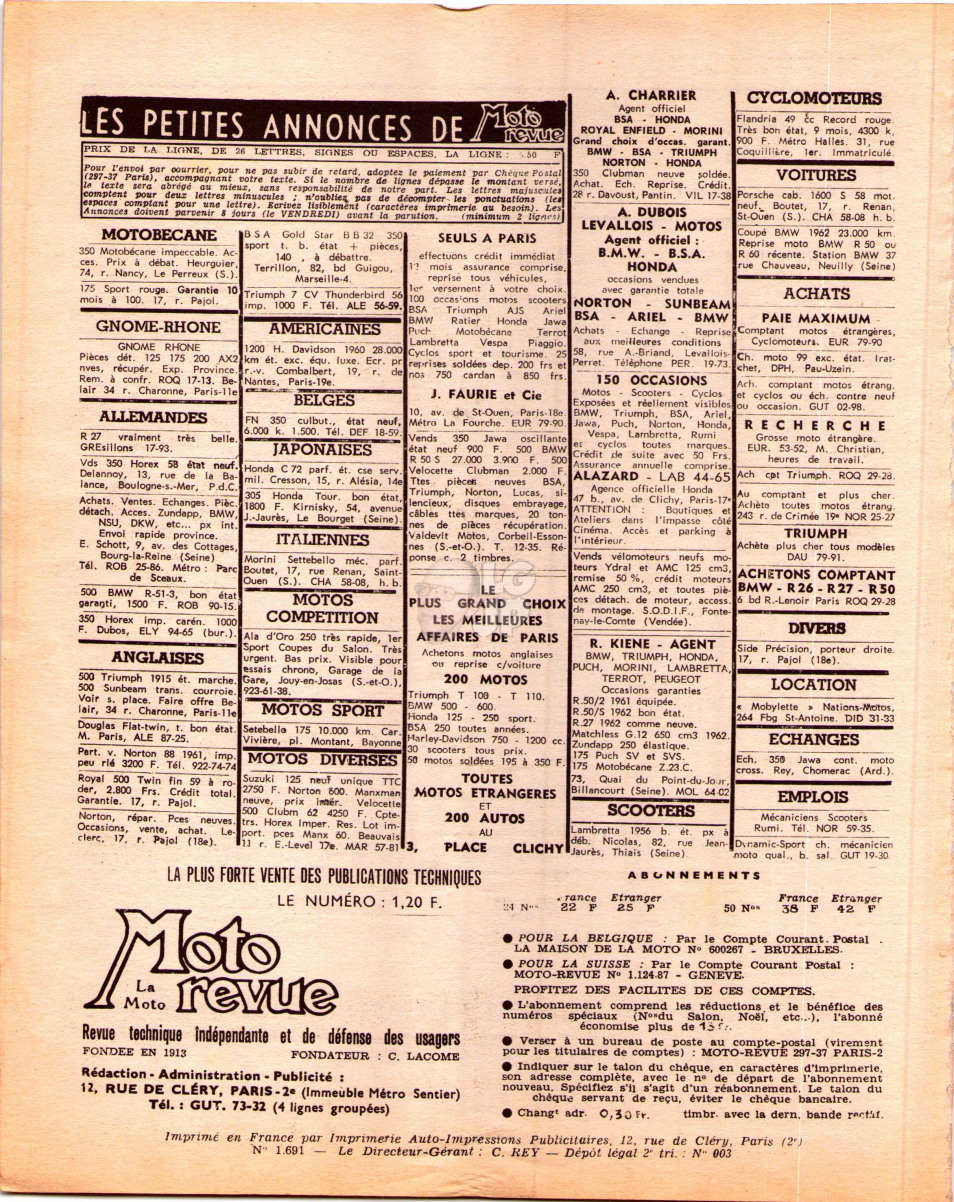 LES PETITES ANNONCES DE Moto revue
PRIX DE LA LIGNE, DE 26 LETTRES, SIGNES OU ESPACES, LA LIGNE : 50 F
Pour l'envoi par courrier, pour ne pas subir de retard, adoptez le paiement par Chèque Postal
(297-37 Paris), accompagnant votre texte. Si le nombre de lignes dépasse le montant versé,
le texte sera abrégé au mieux, sans responsabilité de notre part. Les lettres majuscules
comptent pour deux lettres minuscules ; n'oubliez pas de décompter les ponctuations (les
espaces comptent pour une lettre). Ecrivez lisiblement (caractères imprimerie au besoin). Les
Annonces doivent parvenir 8 jours (le VENDREDI) avant la parution. (minimum 2 lignes)
MOTOBECANE
350 Motobécane impeccable. Ac-
ces. Prix à débat. Heurguier,
74, r. Nancy, Le Perreux (S.).
175 Sport rouge. Garantie 10
mois à 100. 17, r. Pajol.
GNOME-RHONE
GNOME RHONE
Pièces dét. 125 175 200 AX2
nves, récupér. Exp. Province.
Rem. à confr. ROQ 17-13. Be-
lair 34 r. Charonne, Paris-11e
ALLEMANDES
R 27 vraiment très belle.
GREsillons 17-93.
Vds 350 Horex 58 état neuf.
Delannoy, 13, rue de la Ba-
lance, Boulogne-s.-Mer, P.d.C.
Achats. Ventes. Echanges. Pièc.
détach. Acces. Zundapp, BMW,
NSU, DKW, etc... px int.
Envoi rapide province.
E. Schott, 9, av. des Cottages,
Bourg-la-Reine (Seine)
Tél. ROB 25-86. Métro : Parc
de Sceaux.
500 BMW R-51-3, bon état
garanti, 1500 F. ROB 90-15.
350 Horex imp. carén. 1000
F. Dubos, ELY 94-65 (bur.).
ANGLAISES
500 Triumph 1915 ét. marche.
500 Sunbeam trans. courroie.
Voir s. place. Faire offre Be-
lair, 34 r. Charonne, Paris-11e
Douglas Flat-twin, t. bon état.
M. Paris, ALE 87-25.
Part. v. Norton 88 1961, imp.
peu rlé 3200 F. Tél. 922-74-74
Royal 500 Twin fin 59 à ro-
der, 2.800 Frs. Crédit total.
Garantie. 17, r. Pajol.
Norton, répar. Pces neuves.
Occasions, vente, achat. Le-
clerc, 17, r. Pajol (18e).
BSA Gold Star BB32 350
sport t. b. état + pièces,
140 , à débattre.
Terrillon, 82, bd Guigou,
Marseille-4.
Triumph 7 CV Thunderbird 56
imp. 1000 F. Tél. ALE 56-59.
AMERICAINES
1200 H. Davidson 1960 28.000
km ét. exc. équ. luxe. Ecr. pr
r.-v. Combalbert, 19, r. de
Nantes, Paris-19e.
BELGES
FN 350 culbut., état neuf,
6.000 k. 1.500. Tél. DEF 18-59.
JAPONAISES
Honda C 72 parf. ét. cse serv.
mil. Cresson, 15, r. Alésia, 14e
305 Honda Tour. bon état,
1800 F. Kirnisky, 54, avenue
J.-Jaurès, Le Bourget (Seine).
ITALIENNES
Morini Settebello méc. parf.
Boutet, 17, rue Renan, Saint-
Ouen (S.). CHA 58-08, h. b.
MOTOS
COMPETITION
Ala d'Oro 250 très rapide, 1er
Sport Coupes du Salon. Très
urgent. Bas prix. Visible pour
essais chrono, Garage de la
Gare, Jouy-en-Josas (S.-et-O.),
923-61-38.
MOTOS SPORT
Setebello 175 10.000 km. Car.
Vivière, pl. Montant, Bayonne
MOTOS DIVERSES
Suzuki 125 neuf unique TTC
2750 F. Norton 600. Manxman
neuve, prix intér. Velocette
500 Clubm 62 4250 F. Cpte-
trs. Horex Imper. Res. Lot im-
port. pces Manx 60. Beauvais
11 r. E.-Level 17e. MAR 57-81
SEULS A PARIS
effectuons crédit immédiat
12 mois assurance comprise,
reprise tous véhicules,
1er versement à votre choix.
100 occasions motos scooters
BSA Triumph AJS Ariel
BMW Ratier Honda Jawa
Puch Motobécane Terrot
Lambretta Vespa Piaggio.
Cyclos sport et tourisme. 25
reprises soldées dep. 200 frs et
nos 750 cardan à 850 frs.
J. FAURIE et Cie
10, av. de St-Ouen, Paris-18e.
Métro La Fourche. EUR 79-90.
Vends 350 Jawa oscillante
état neuf 900 F. 500 BMW
R 50 S 27.000 3.900 F. 500
Velocette Clubman 2.000 F.
Ttes pièces neuves BSA,
Triumph, Norton, Lucas, si-
lencieux, disques embrayage,
câbles ttes marques, 20 ton-
nes de pièces récupération.
Valdevit Motos, Corbeil-Esson-
nes (S.-et-O.). T. 12-35. Ré-
ponse c. 2 timbres.
LE
PLUS GRAND CHOIX
LES MEILLEURES
AFFAIRES DE PARIS
Achetons motos anglaises
ou reprise c/voiture
200 MOTOS
Triumph T 100 - T 110.
BMW 500 - 600.
Honda 125 - 250 sport.
BSA 250 toutes années.
Harley-Davidson 750 - 1200 cc.
30 scooters tous prix.
50 motos soldées 195 à 350 F.
TOUTES
MOTOS ETRANGERES
ET
200 AUTOS
AU
3, PLACE CLICHY
A. CHARRIER
Agent officiel
BSA - HONDA
ROYAL ENFIELD - MORINI
Grand choix d'occas. garant.
BMW - BSA - TRIUMPH
NORTON - HONDA
350 Clubman neuve soldée.
Achat. Ech. Reprise. Crédit.
28 r. Davoust, Pantin. VIL 17-38
A. DUBOIS
LEVALLOIS - MOTOS
Agent officiel :
B.M.W. - B.S.A.
HONDA
occasions vendues
avec garantie totale
NORTON - SUNBEAM
BSA - ARIEL - BMW
Achats - Echange - Reprise
aux meilleures conditions
58, rue A.-Briand, Levallois-
Perret. Téléphone PER. 19-73.
150 OCCASIONS
Motos - Scooters - Cyclos
Exposées et réellement visibles
BMW, Triumph, BSA, Ariel,
Jawa, Puch, Norton, Honda,
Vespa, Lambretta, Rumi
et cyclos toutes marques.
Crédit de suite avec 50 Frs.
Assurance annuelle comprise.
ALAZARD - LAB 44-65
Agence officielle Honda
47 b., av. de Clichy, Paris-17e
ATTENTION : Boutiques et
Ateliers dans l'impasse côté
Cinéma. Accès et parking à
l'intérieur.
Vends vélomoteurs neufs mo-
teurs Ydral et AMC 125 cm3,
remise 50 %, crédit moteurs
AMC 250 cm3, et toutes piè-
ces détach. de moteur, access.
de montage. S.O.D.I.F., Fonte-
nay-le-Comte (Vendée).
R. KIENE - AGENT
BMW, TRIUMPH, HONDA,
PUCH, MORINI, LAMBRETTA,
TERROT, PEUGEOT
Occasions garanties
R.50/2 1961 équipée.
R.50/S 1962 bon état.
R.27 1962 comme neuve.
Matchless G.12 650 cm3 1962.
Zundapp 250 élastique.
175 Puch SV et SVS.
175 Motobécane Z.23.C.
73, Quai du Point-du-Jour,
Billancourt (Seine). MOL 64-02
SCOOTERS
Lambretta 1956 b. ét. px à
déb. Nicolas, 82, rue Jean-
Jaurès, Thiais (Seine).
CYCLOMOTEURS
Flandria 49 cc Record rouge.
Très bon état, 9 mois, 4300 k,
900 F. Métro Halles. 31, rue
Coquillière, 1er. Immatriculé.
VOITURES
Porsche cab. 1600 S 58 mot.
neuf. Boutet, 17, r. Renan,
St-Ouen (S.). CHA 58-08 h. b.
Coupé BMW 1962 23.000 km.
Reprise moto BMW R 50 ou
R 60 récente. Station BMW 37
rue Chauveau, Neuilly (Seine)
ACHATS
PAIE MAXIMUM
Comptant motos étrangères,
Cyclomoteurs. EUR 79-90
Ch. moto 99 exc. état. Irat-
chet, DPH, Pau-Uzein.
Ach. comptant motos étrang.
et cyclos ou éch. contre neuf
ou occasion. GUT 02-98.
RECHERCHE
Grosse moto étrangère.
EUR. 53-52, M. Christian,
heures de travail.
Ach cpt Triumph. ROQ 29-28.
Au comptant et plus cher.
Achète toutes motos étrang.
243 r. de Crimée 19e NOR 25-27
TRIUMPH
Achète plus cher tous modèles
DAU 79-91.
ACHETONS COMPTANT
BMW - R26 - R27 - R50
6 bd R.-Lenoir Paris ROQ 29-28
DIVERS
Side Précision, porteur droite.
17, r. Pajol (18e).
LOCATION
« Mobylette » Nations-Motos,
264 Fbg St-Antoine. DID 31-33
ECHANGES
Ech. 350 Jawa cont. moto
cross. Rey, Chomerac (Ard.).
EMPLOIS
Mécaniciens Scooters
Rumi. Tél. NOR 59-35.
Dynamic-Sport ch. mécanicien
moto qual., b. sal. GUT 19-30.
LA PLUS FORTE VENTE DES PUBLICATIONS TECHNIQUES
LE NUMÉRO : 1,20 F.
La Moto
Moto revue
Revue technique indépendante et de défense des usagers
FONDEE EN 1913 FONDATEUR : C. LACOME
Rédaction - Administration - Publicité :
12, RUE DE CLÉRY, PARIS-2e (Immeuble Métro Sentier)
Tél. : GUT. 73-32 (4 lignes groupées)
ABONNEMENTS
France Etranger France Etranger
24 Nos 22 F 25 F 50 Nos 38 F 42 F
● POUR LA BELGIQUE : Par le Compte Courant Postal
LA MAISON DE LA MOTO No 600267 - BRUXELLES.
● POUR LA SUISSE : Par le Compte Courant Postal :
MOTO-REVUE No 1.124.87 - GENEVE.
PROFITEZ DES FACILITES DE CES COMPTES.
● L'abonnement comprend les réductions et le bénéfice des
numéros spéciaux (Nos du Salon, Noël, etc...), l'abonné
économise plus de 15 Fr.
● Verser à un bureau de poste au compte-postal (virement
pour les titulaires de comptes) : MOTO-REVUE 297-37 PARIS-2
● Indiquer sur le talon du chèque, en caractères d'imprimerie,
son adresse complète, avec le no de départ de l'abonnement
nouveau. Spécifiez s'il s'agit d'un réabonnement. Le talon du
chèque servant de reçu, éviter le chèque bancaire.
● Changt adr. 0,30 Fr. timbr. avec la dern. bande rectif.
Imprimé en France par Imprimerie Auto-Impressions Publicitaires, 12, rue de Cléry, Paris (2e)
No 1.691 — Le Directeur-Gérant : C. REY — Dépôt légal 2e tri. : No 003